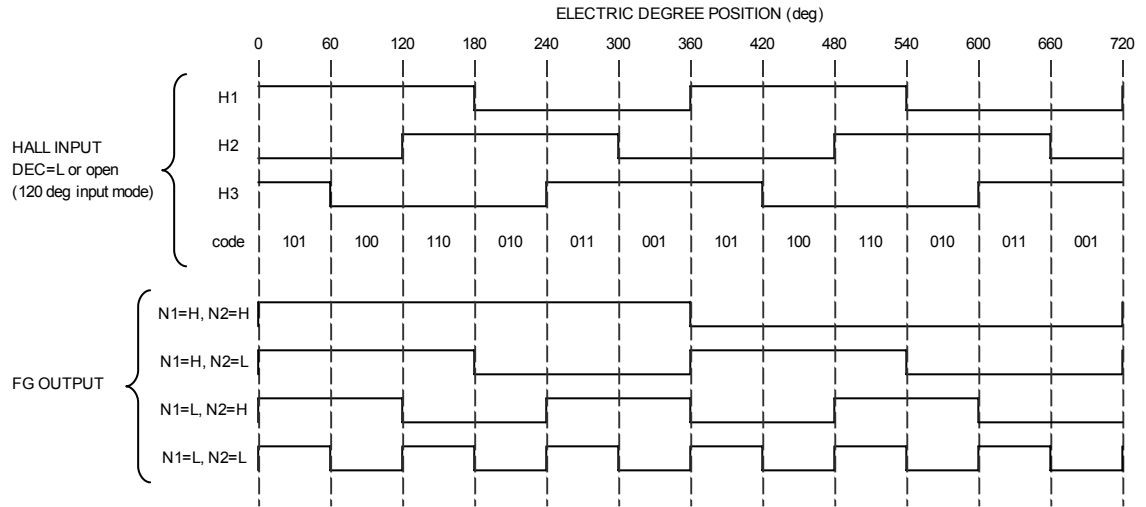 ELECTRIC DEGREE POSITION (deg)
0 60 120 180 240 300 360 420 480 540 600 660 720
HALL INPUT
DEC=L or open
(120 deg input mode)
H1
H2
H3
code 101 100 110 010 011 001 101 100 110 010 011 001
FG OUTPUT
N1=H, N2=H
N1=H, N2=L
N1=L, N2=H
N1=L, N2=L